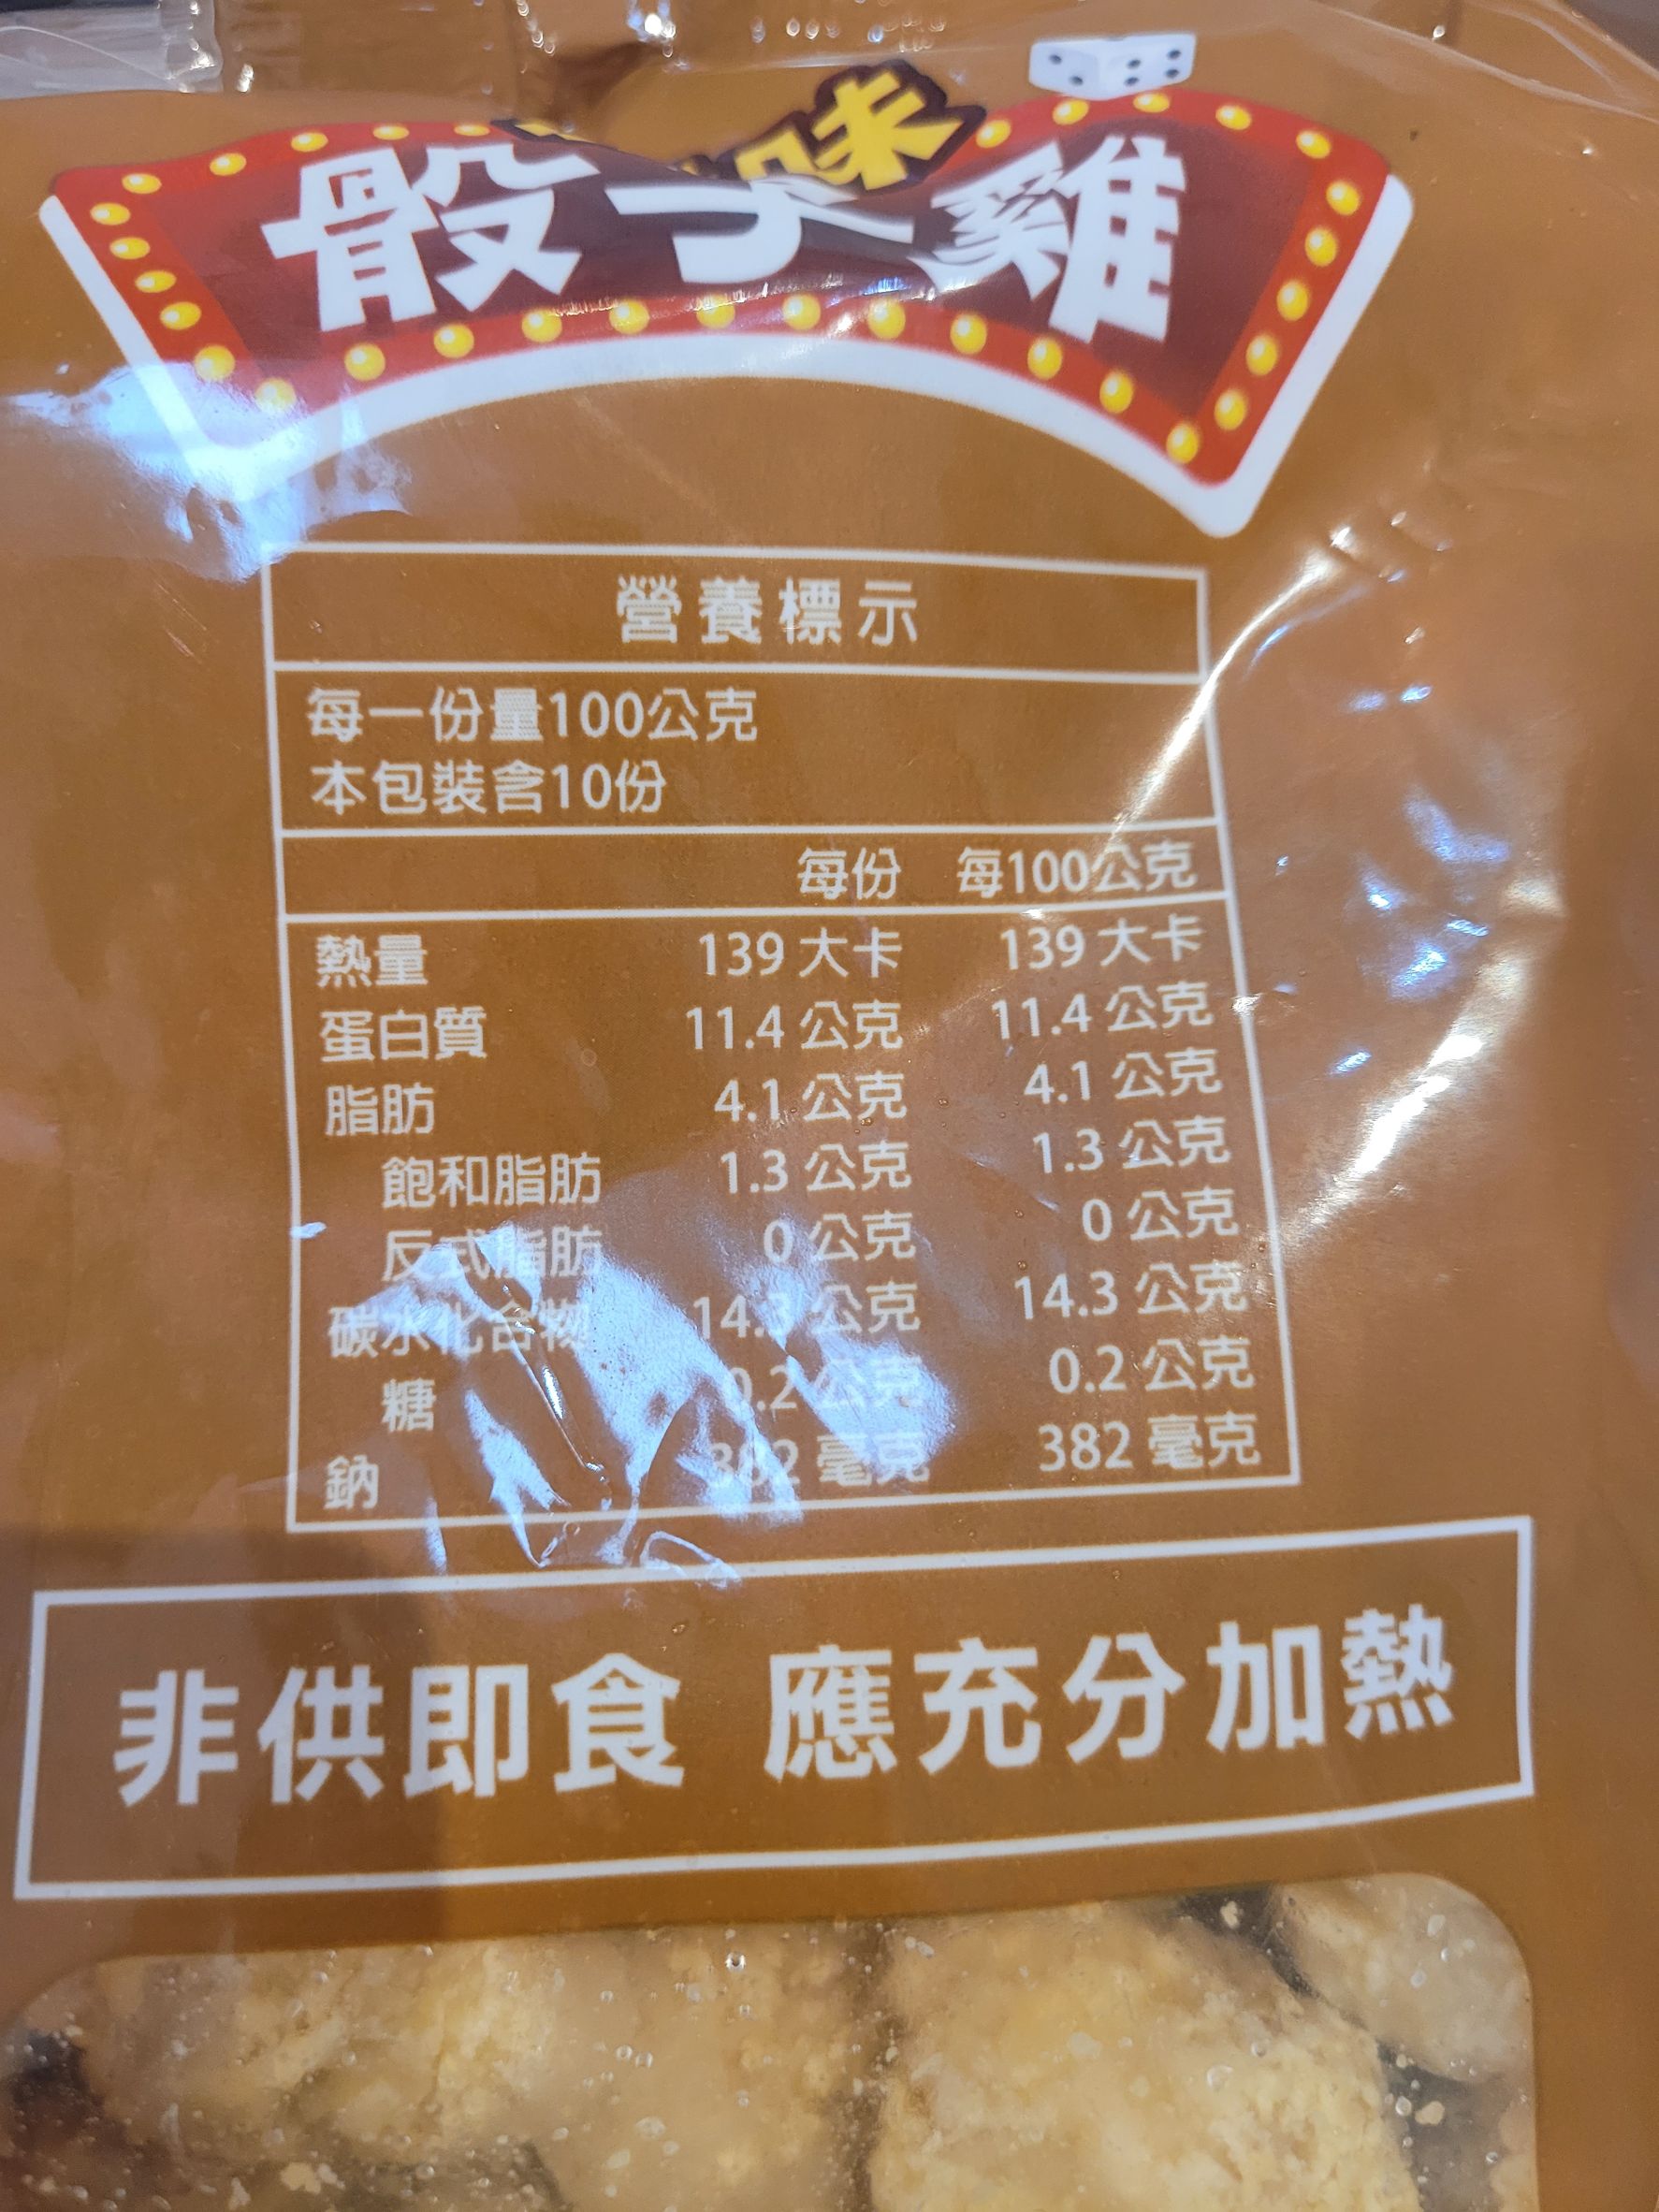 味
骰子雞
營養標示
每一份量100公克
本包裝含10份
每份 每100公克
熱量 139 大卡 139 大卡
蛋白質 11.4 公克 11.4 公克
脂肪 4.1 公克 4.1 公克
飽和脂肪 1.3 公克 1.3 公克
反式脂肪 0 公克 0 公克
碳水化合物 14.3 公克 14.3 公克
糖 0.2 公克 0.2 公克
鈉 382 毫克 382 毫克
非供即食 應充分加熱